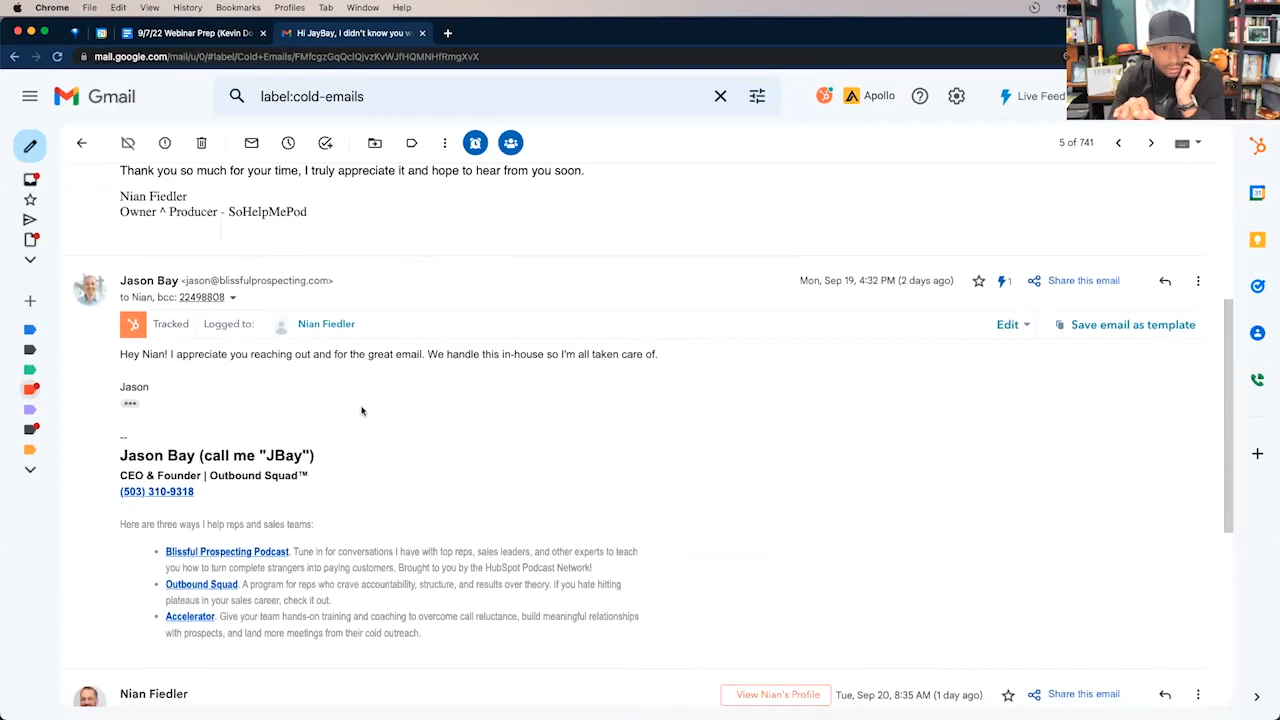 Chrome File Edit View History Bookmarks Profiles Tab Window Help
9/7/22 Webinar Prep (Kevin Do
Hi JayBay, I didn't know you w
mail.google.com/mail/u/0/#label/Cold+Emails/FMfcgzGqQclQjvzKvWJfHQMNHfRmgXvX
Gmail
label:cold-emails
Apollo
Live Feed
5 of 741
Thank you so much for your time, I truly appreciate it and hope to hear from you soon.
Nian Fiedler
Owner ^ Producer - SoHelpMePod
Jason Bay <jason@blissfulprospecting.com>
Mon, Sep 19, 4:32 PM (2 days ago)
1
Share this email
to Nian, bcc: 22498808
Tracked
Logged to:
Nian Fiedler
Edit
Save email as template
Hey Nian! I appreciate you reaching out and for the great email. We handle this in-house so I'm all taken care of.
Jason
--
Jason Bay (call me "JBay")
CEO & Founder | Outbound Squad™
(503) 310-9318
Here are three ways I help reps and sales teams:
• Blissful Prospecting Podcast. Tune in for conversations I have with top reps, sales leaders, and other experts to teach
you how to turn complete strangers into paying customers. Brought to you by the HubSpot Podcast Network!
• Outbound Squad. A program for reps who crave accountability, structure, and results over theory. If you hate hitting
plateaus in your sales career, check it out.
• Accelerator. Give your team hands-on training and coaching to overcome call reluctance, build meaningful relationships
with prospects, and land more meetings from their cold outreach.
Nian Fiedler
View Nian's Profile
Tue, Sep 20, 8:35 AM (1 day ago)
Share this email